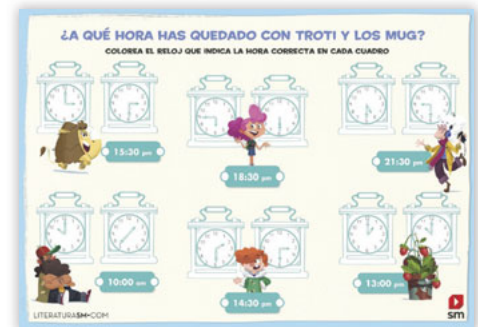 ¿A QUÉ HORA HAS QUEDADO CON TROTI Y LOS MUG?
COLOREA EL RELOJ QUE INDICA LA HORA CORRECTA EN CADA CUADRO
15:30 pm
18:30 pm
21:30 pm
10:00 am
14:30 pm
13:00 pm
LITERATURASM•COM
sm